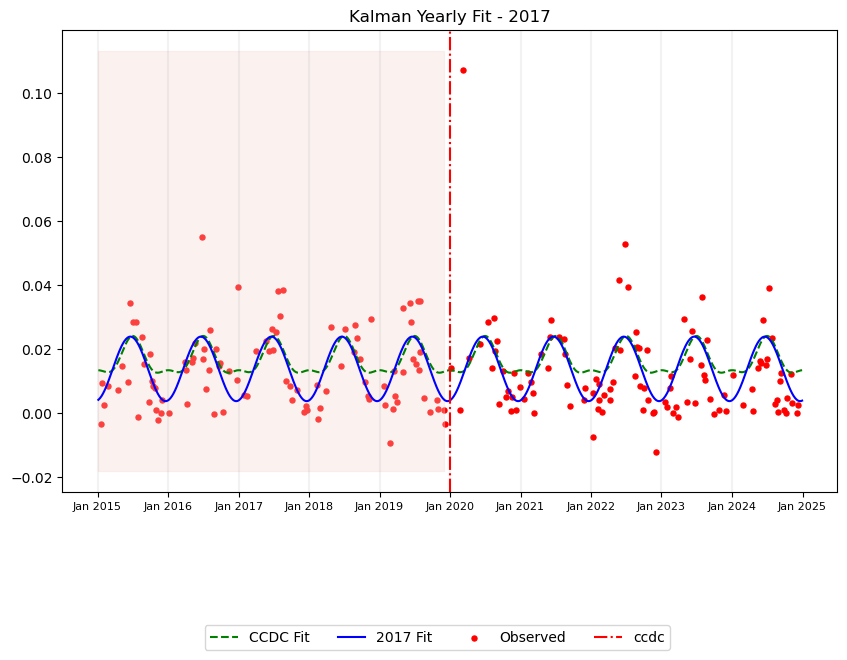 Kalman Yearly Fit - 2017
0.10
0.08
0.06
0.04
0.02
0.00
−0.02
Jan 2015 Jan 2016 Jan 2017 Jan 2018 Jan 2019 Jan 2020 Jan 2021 Jan 2022 Jan 2023 Jan 2024 Jan 2025
CCDC Fit 2017 Fit Observed ccdc